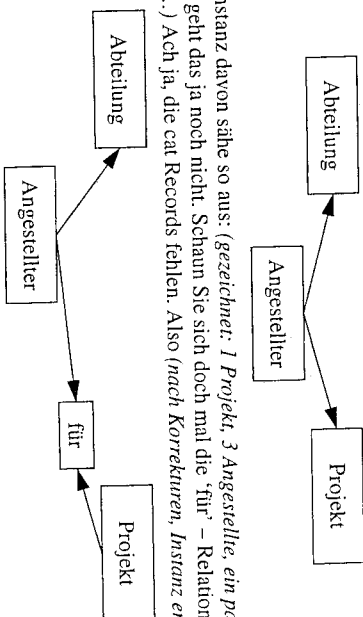 Abteilung
Projekt
Angestellter
nstanz davon sähe so aus: (gezeichnet: 1 Projekt, 3 Angestellte, ein po
geht das ja noch nicht. Schaun Sie sich doch mal die ‘für’ – Relation
..) Ach ja, die cat Records fehlen. Also (nach Korrekturen, Instanz er
Abteilung
Angestellter
für
Projekt